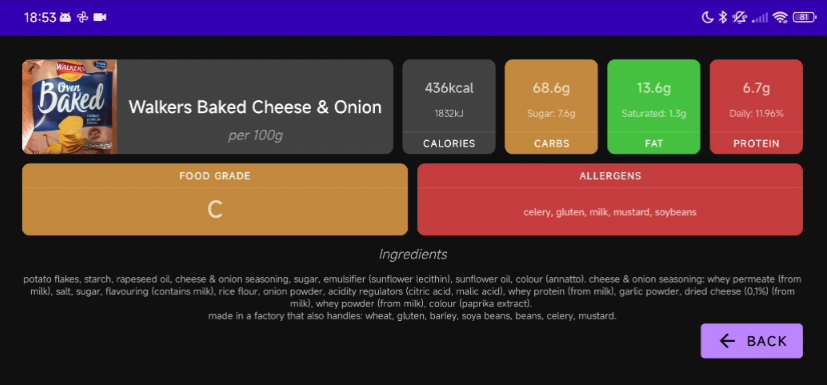 18:53
81
WALKERS
Oven
Baked
Walkers Baked Cheese & Onion
per 100g
436kcal
1832kJ
CALORIES
68.6g
Sugar: 7.6g
CARBS
13.6g
Saturated: 1.3g
FAT
6.7g
Daily: 11.96%
PROTEIN
FOOD GRADE
C
ALLERGENS
celery, gluten, milk, mustard, soybeans
Ingredients
potato flakes, starch, rapeseed oil, cheese & onion seasoning, sugar, emulsifier (sunflower lecithin), sunflower oil, colour (annatto). cheese & onion seasoning: whey permeate (from
milk), salt, sugar, flavouring (contains milk), rice flour, onion powder, acidity regulators (citric acid, malic acid), whey protein (from milk), garlic powder, dried cheese (0,1%) (from
milk), whey powder (from milk), colour (paprika extract).
made in a factory that also handles: wheat, gluten, barley, soya beans, beans, celery, mustard.
BACK